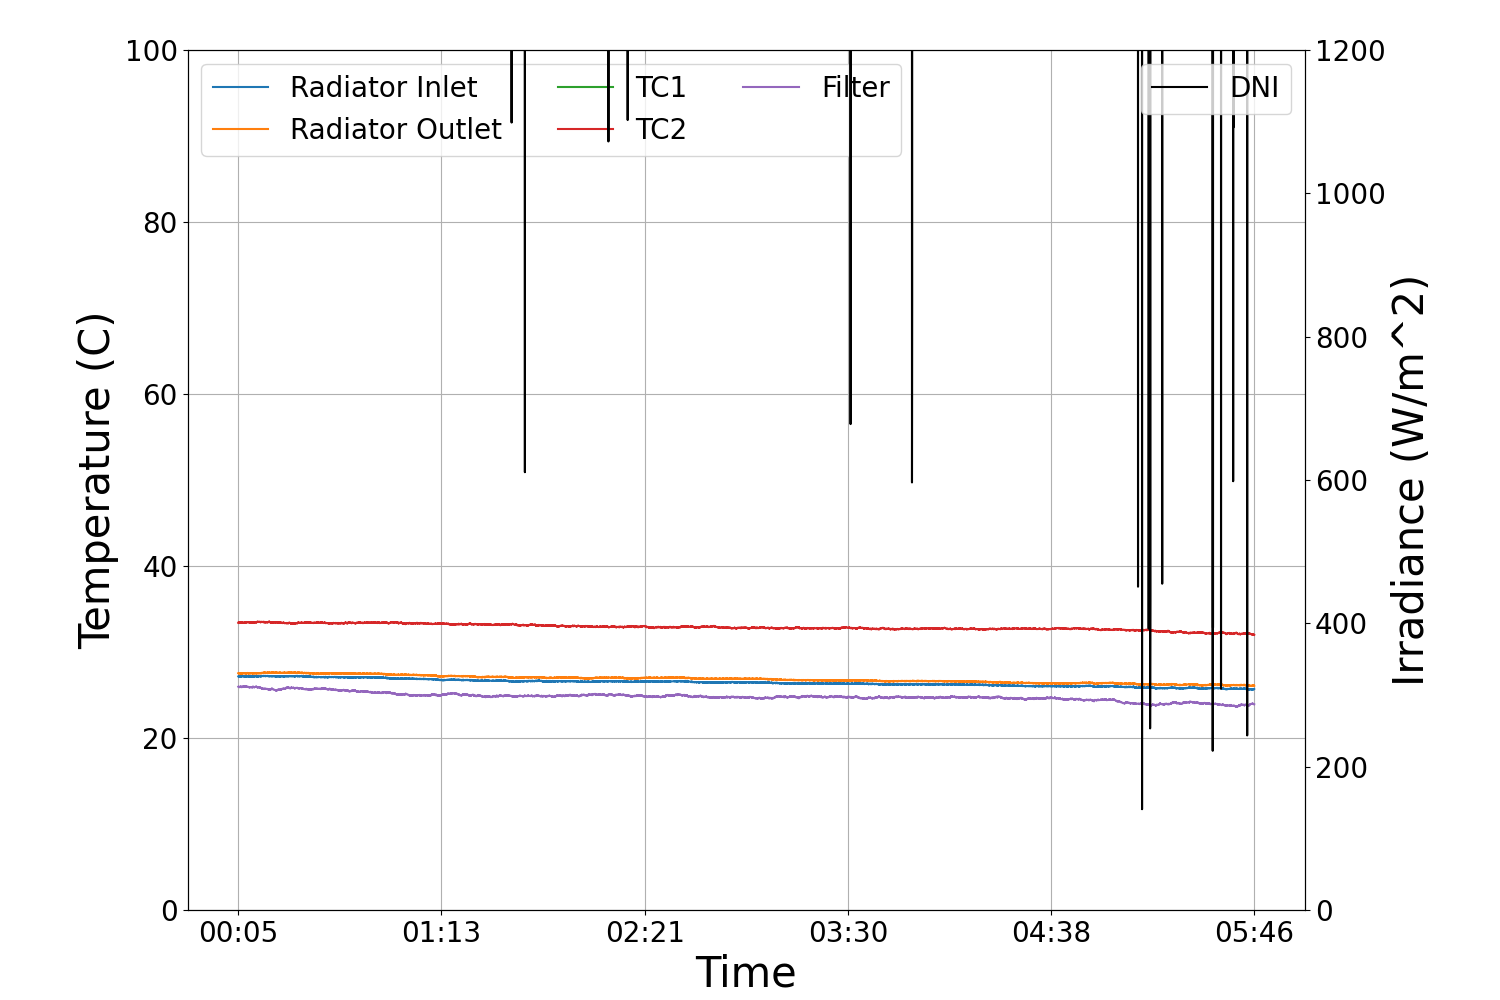 100
80
60
40
20
0
Temperature (C)
Radiator Inlet
Radiator Outlet
TC1
TC2
Filter
DNI
1200
1000
800
600
400
200
0
Irradiance (W/m^2)
00:05 01:13 02:21 03:30 04:38 05:46
Time